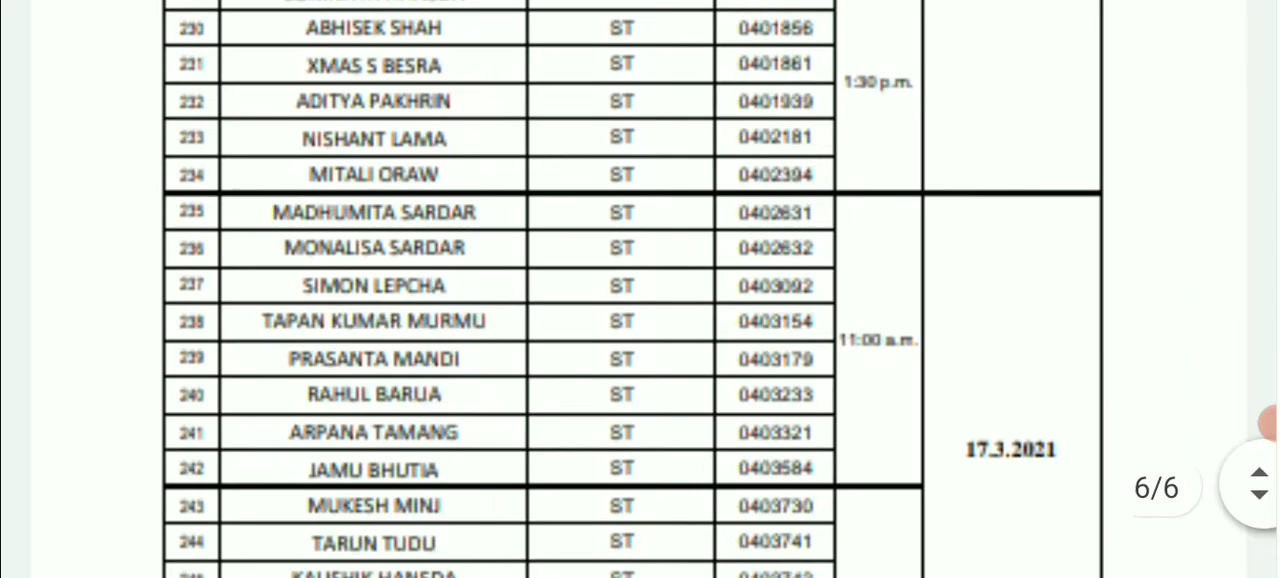 230 ABHISEK SHAH ST 0401856
231 XMAS S BESRA ST 0401861
1:30 p.m.
232 ADITYA PAKHRIN ST 0401939
233 NISHANT LAMA ST 0402181
234 MITALI ORAW ST 0402394
235 MADHUMITA SARDAR ST 0402631
236 MONALISA SARDAR ST 0402632
237 SIMON LEPCHA ST 0403092
238 TAPAN KUMAR MURMU ST 0403154
11:00 a.m.
239 PRASANTA MANDI ST 0403179
240 RAHUL BARUA ST 0403233
241 ARPANA TAMANG ST 0403321
17.3.2021
242 JAMU BHUTIA ST 0403584
6/6
243 MUKESH MINJ ST 0403730
244 TARUN TUDU ST 0403741
KAUSHIK HANSDA ST